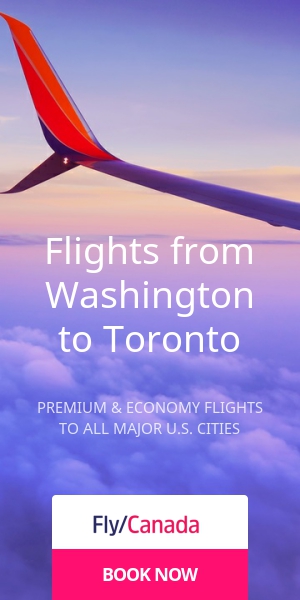 Flights from
Washington
to Toronto
PREMIUM & ECONOMY FLIGHTS
TO ALL MAJOR U.S. CITIES
Fly/Canada
BOOK NOW